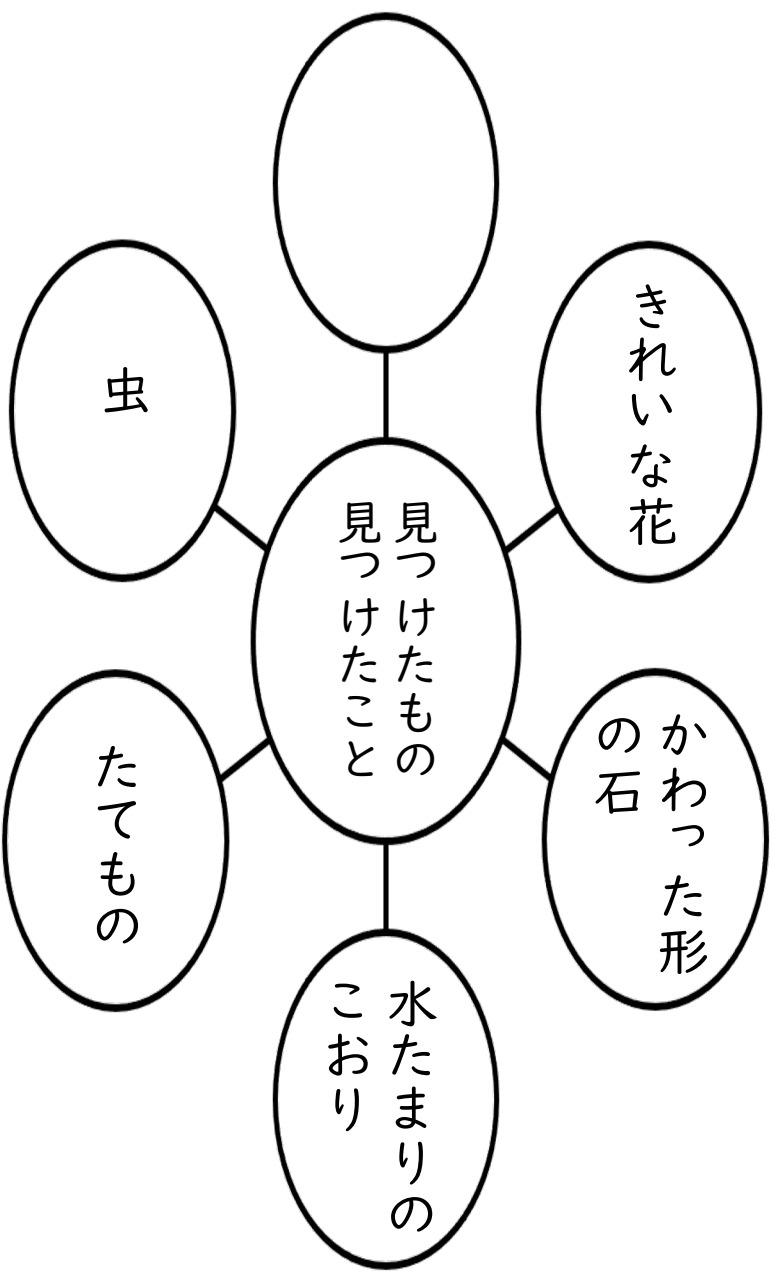 きれいな花
虫
見つけたもの
見つけたこと
かわった形
の石
たてもの
水たまりの
こおり